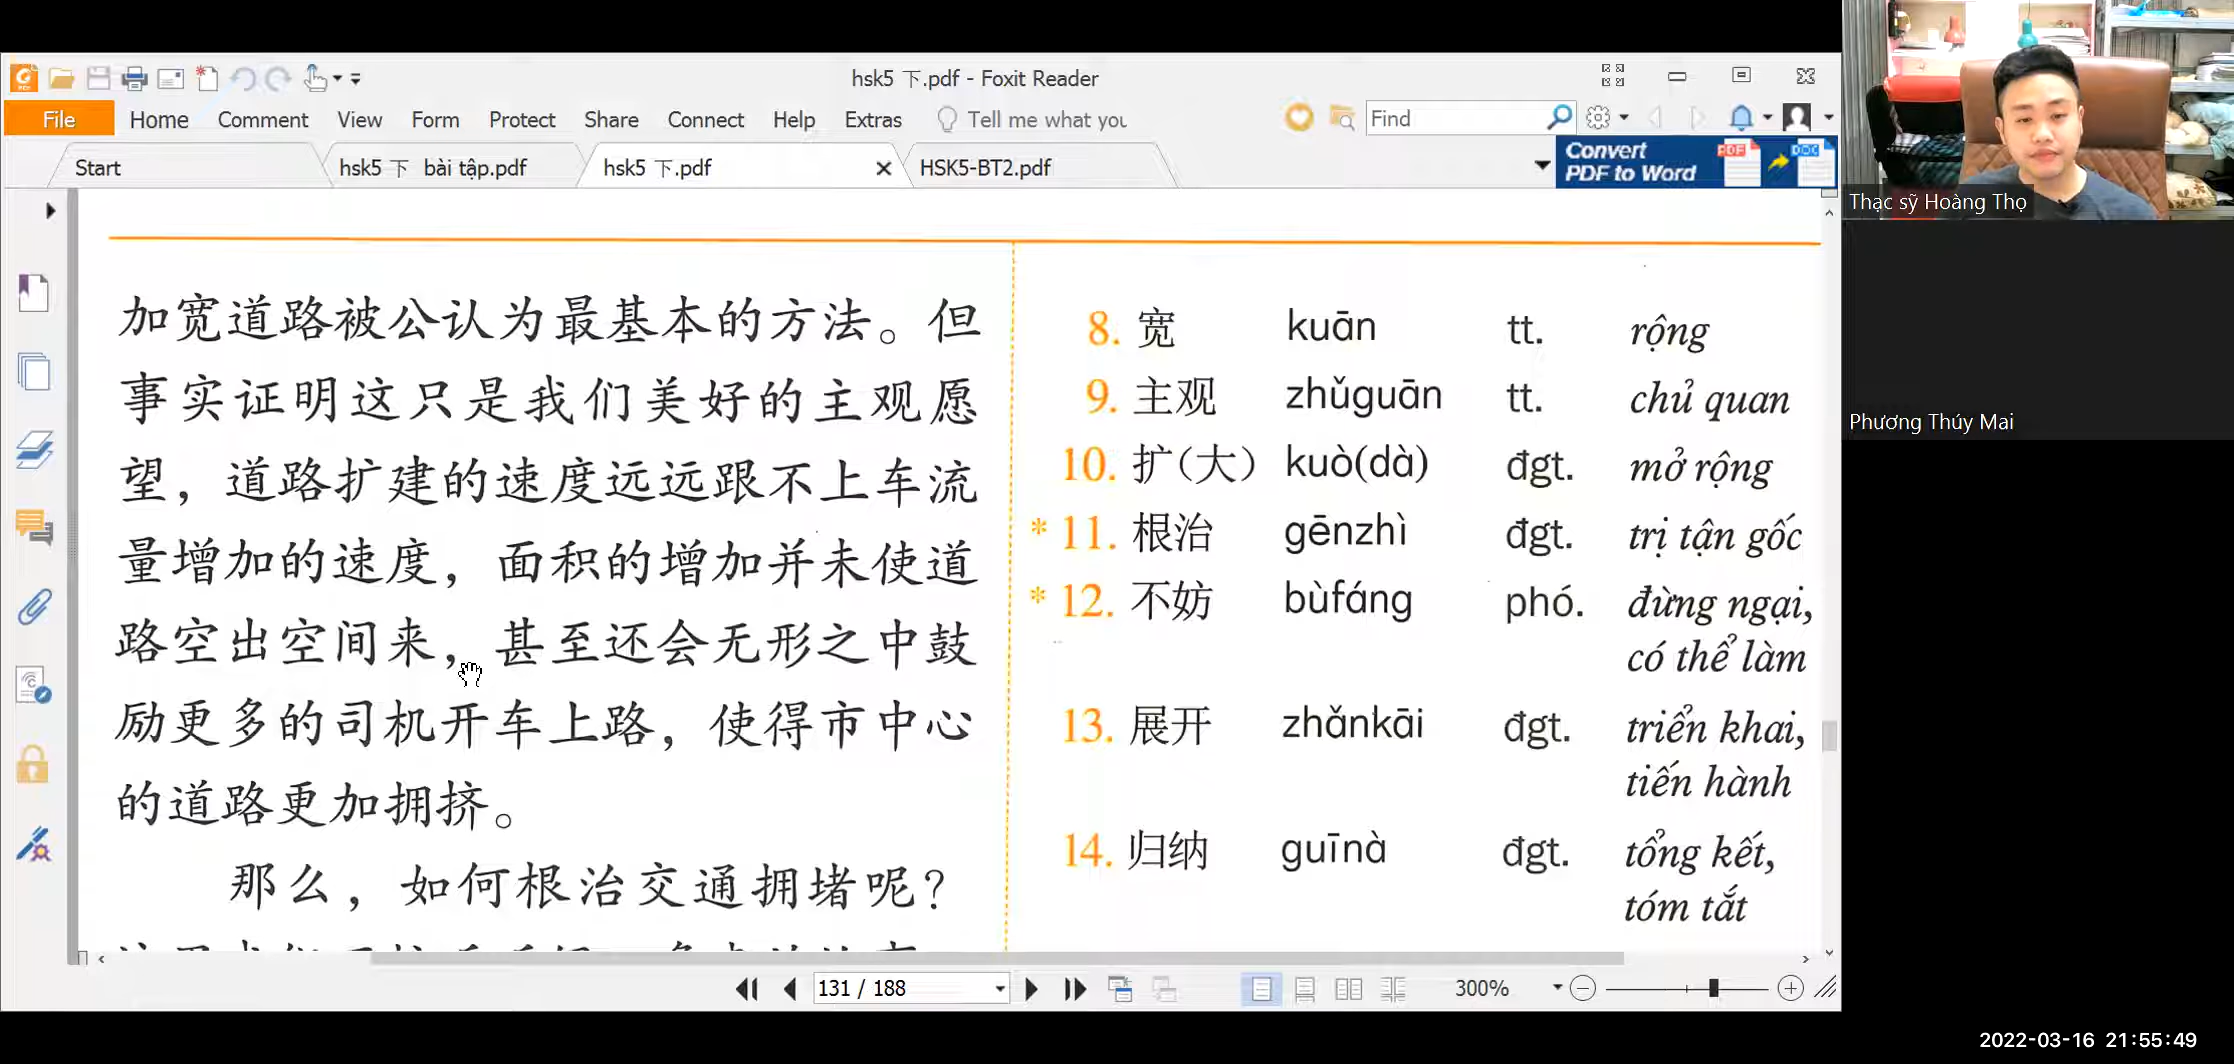 hsk5 下.pdf - Foxit Reader
File Home Comment View Form Protect Share Connect Help Extras Tell me what you Find
Start hsk5 下 bài tập.pdf hsk5 下.pdf HSK5-BT2.pdf
Convert
PDF to Word
PDF DOC
加宽道路被公认为最基本的方法。但
事实证明这只是我们美好的主观愿
望，道路扩建的速度远远跟不上车流
量增加的速度，面积的增加并未使道
路空出空间来，甚至还会无形之中鼓
励更多的司机开车上路，使得市中心
的道路更加拥挤。
那么，如何根治交通拥堵呢？
8. 宽 kuān tt. rộng
9. 主观 zhǔguān tt. chủ quan
10. 扩（大） kuò(dà) đgt. mở rộng
* 11. 根治 gēnzhì đgt. trị tận gốc
* 12. 不妨 bùfáng phó. đừng ngại,
có thể làm
13. 展开 zhǎnkāi đgt. triển khai,
tiến hành
14. 归纳 guīnà đgt. tổng kết,
tóm tắt
131 / 188 300%
Thạc sỹ Hoàng Thọ
Phương Thúy Mai
2022-03-16 21:55:49